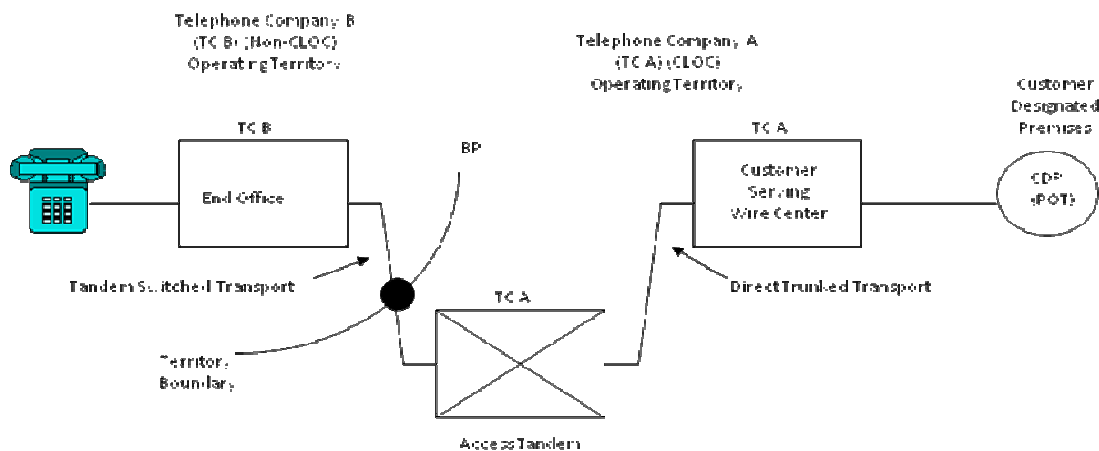 Telephone Company B
(TC B) (Non-CLOC)
Operating Territory
Telephone Company A
(TC A) (CLOC)
Operating Territory
Customer
Designated
Premises
TC B
BP
TC A
End Office
Customer
Serving
Wire Center
CDP
(POT)
Tandem Switched Transport
TC A
Direct Trunked Transport
Territory
Boundary
Access Tandem